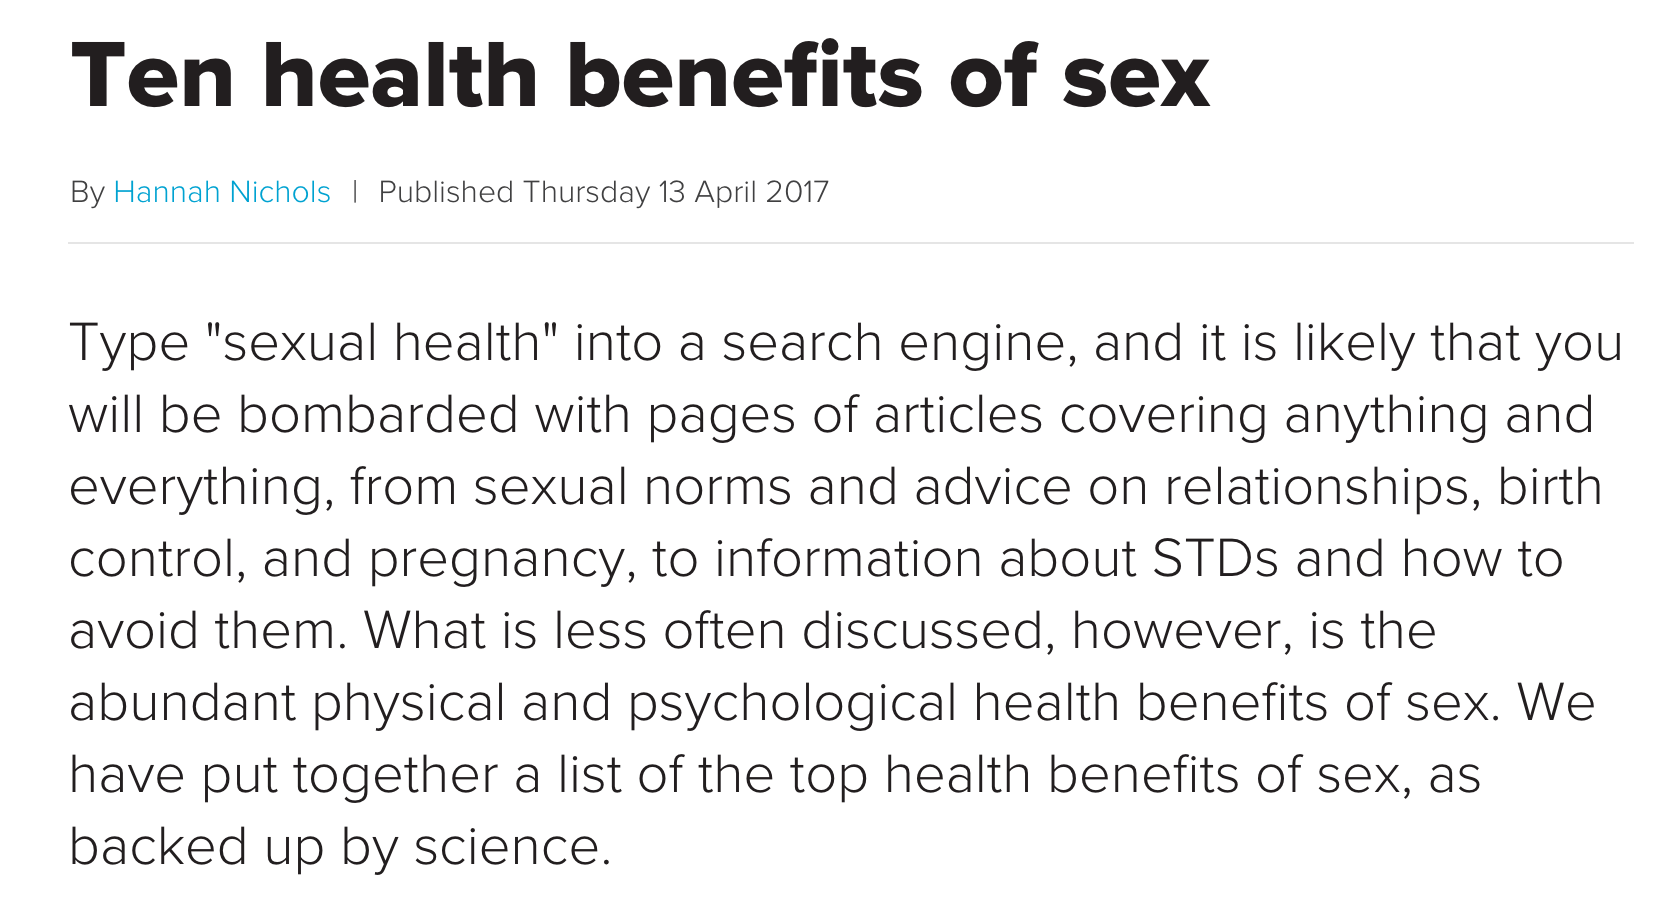 Ten health benefits of sex
By Hannah Nichols | Published Thursday 13 April 2017
Type "sexual health" into a search engine, and it is likely that you
will be bombarded with pages of articles covering anything and
everything, from sexual norms and advice on relationships, birth
control, and pregnancy, to information about STDs and how to
avoid them. What is less often discussed, however, is the
abundant physical and psychological health benefits of sex. We
have put together a list of the top health benefits of sex, as
backed up by science.